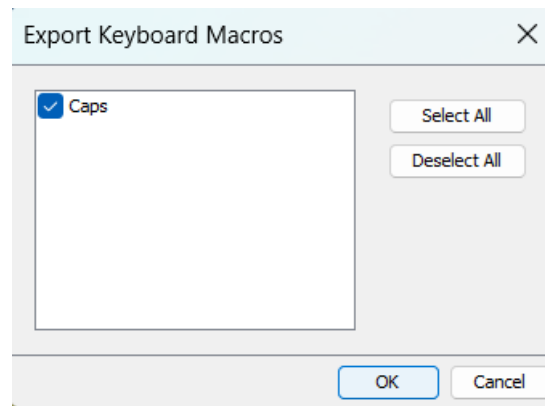 Export Keyboard Macros
Caps
Select All
Deselect All
OK
Cancel